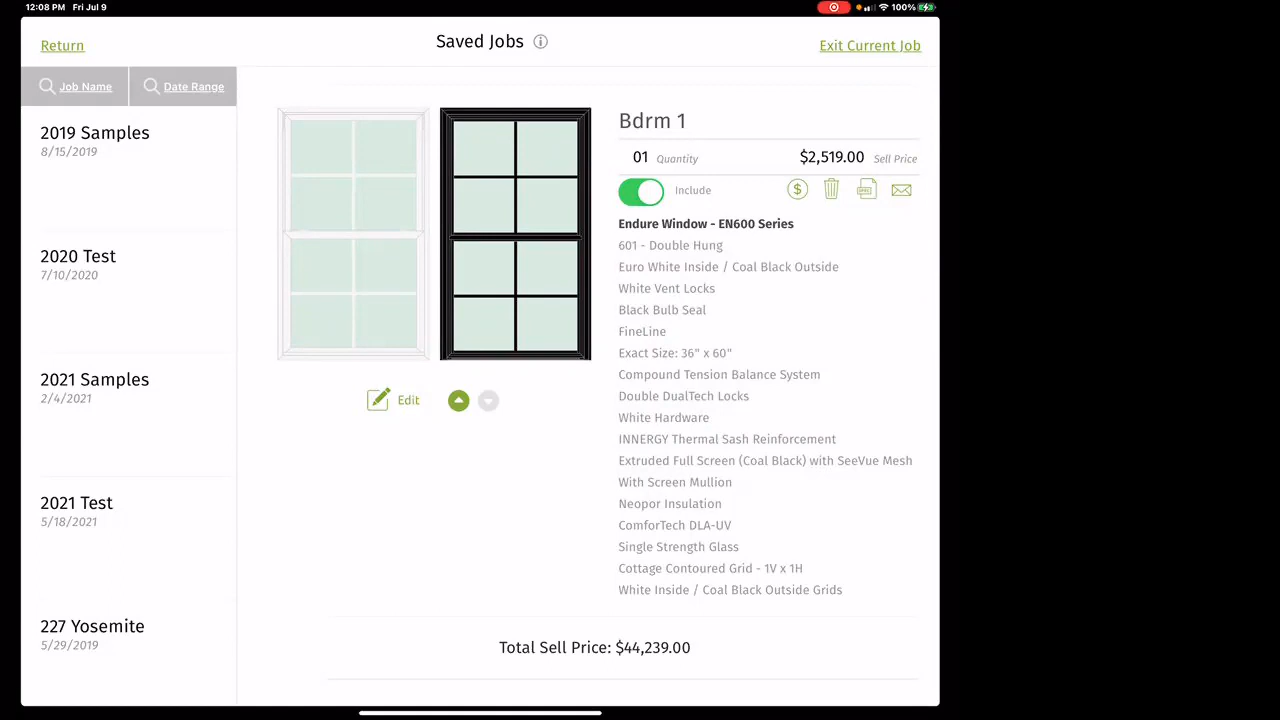 12:08 PM Fri Jul 9
100%
Return
Saved Jobs
Exit Current Job
Job Name
Date Range
2019 Samples
8/15/2019
2020 Test
7/10/2020
2021 Samples
2/4/2021
2021 Test
5/18/2021
227 Yosemite
5/29/2019
Edit
Bdrm 1
01 Quantity
$2,519.00 Sell Price
Include
$
Endure Window - EN600 Series
601 - Double Hung
Euro White Inside / Coal Black Outside
White Vent Locks
Black Bulb Seal
FineLine
Exact Size: 36" x 60"
Compound Tension Balance System
Double DualTech Locks
White Hardware
INNERGY Thermal Sash Reinforcement
Extruded Full Screen (Coal Black) with SeeVue Mesh
With Screen Mullion
Neopor Insulation
ComforTech DLA-UV
Single Strength Glass
Cottage Contoured Grid - 1V x 1H
White Inside / Coal Black Outside Grids
Total Sell Price: $44,239.00